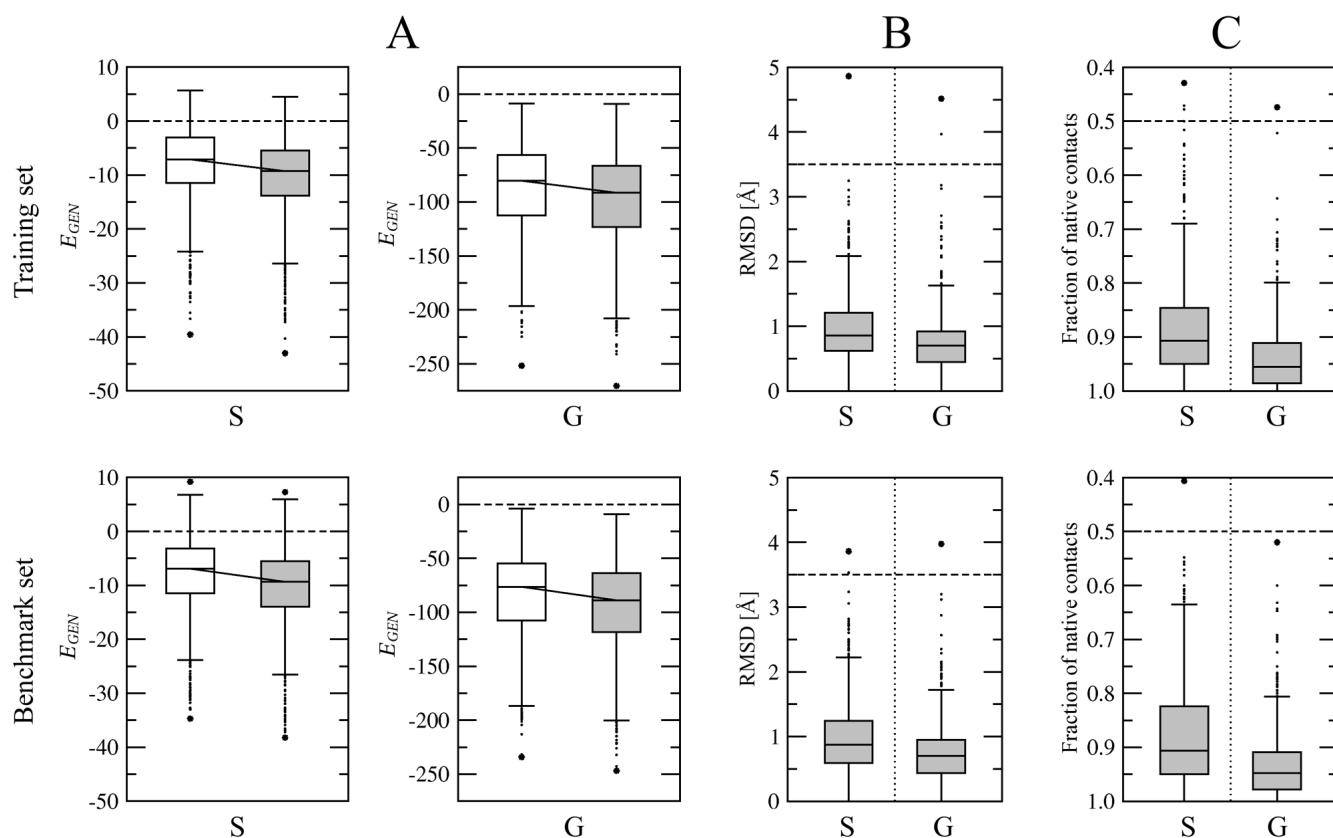 A B C
Training set
E_GEN
10
0
-10
-20
-30
-40
-50
S
E_GEN
0
-50
-100
-150
-200
-250
G
RMSD [Å]
5
4
3
2
1
0
S G
Fraction of native contacts
0.4
0.5
0.6
0.7
0.8
0.9
1.0
S G
Benchmark set
E_GEN
10
0
-10
-20
-30
-40
-50
S
E_GEN
0
-50
-100
-150
-200
-250
G
RMSD [Å]
5
4
3
2
1
0
S G
Fraction of native contacts
0.4
0.5
0.6
0.7
0.8
0.9
1.0
S G